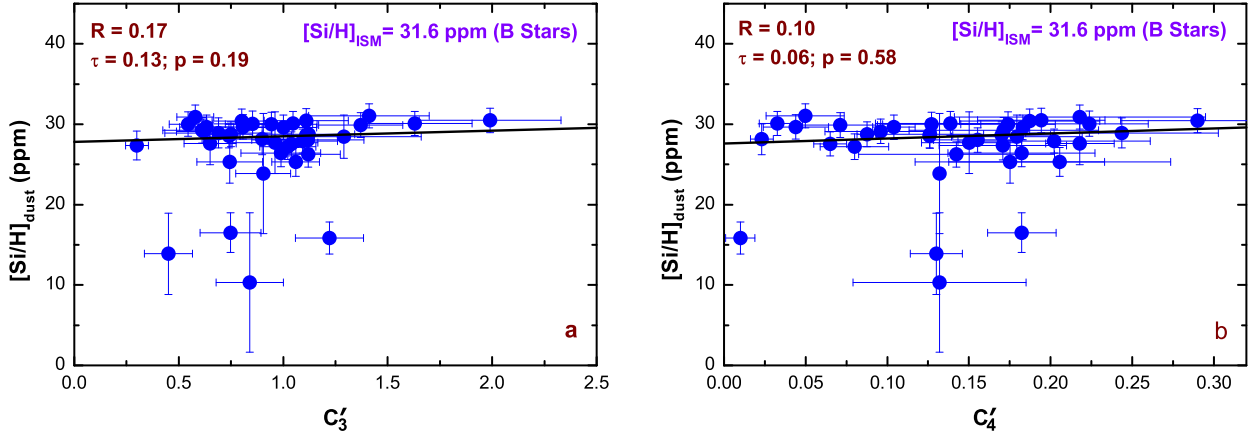 R = 0.17
[Si/H]ISM= 31.6 ppm (B Stars)
τ = 0.13; p = 0.19
[Si/H]dust (ppm)
45
30
15
0
0.0
0.5
1.0
1.5
2.0
2.5
C′3
a
R = 0.10
[Si/H]ISM= 31.6 ppm (B Stars)
τ = 0.06; p = 0.58
[Si/H]dust (ppm)
40
30
20
10
0
0.00
0.05
0.10
0.15
0.20
0.25
0.30
C′4
b